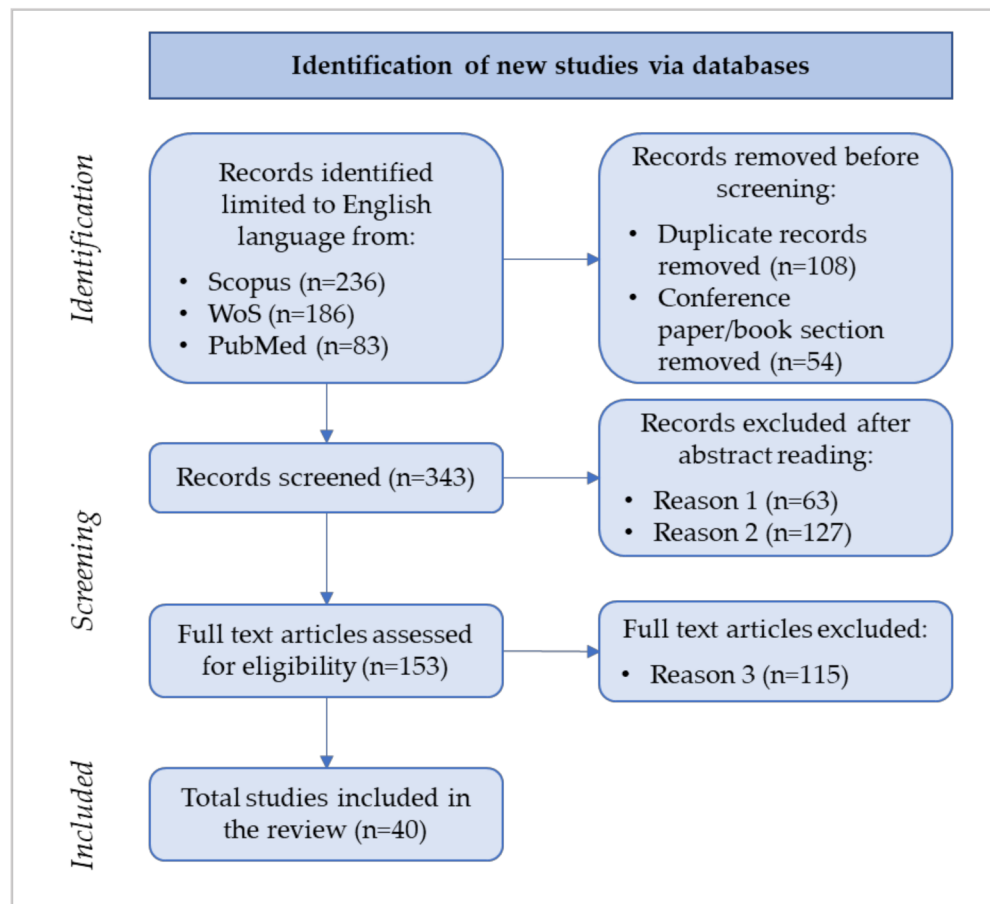 Identification of new studies via databases
Identification
Records identified
limited to English
language from:
• Scopus (n=236)
• WoS (n=186)
• PubMed (n=83)
Records removed before
screening:
• Duplicate records
removed (n=108)
• Conference
paper/book section
removed (n=54)
Screening
Records screened (n=343)
Records excluded after
abstract reading:
• Reason 1 (n=63)
• Reason 2 (n=127)
Full text articles assessed
for eligibility (n=153)
Full text articles excluded:
• Reason 3 (n=115)
Included
Total studies included in
the review (n=40)